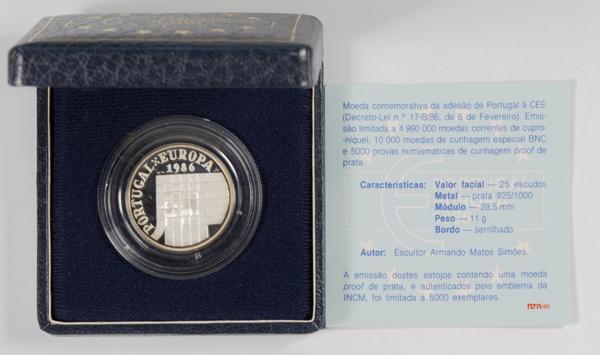 PORTUGAL-EUROPA
1986
Moeda comemorativa da adesão de Portugal à CEE
(Decreto-Lei n.º 17-B/86, de 6 de Fevereiro). Emis-
são limitada a 4 990 000 moedas correntes de cupro-
-níquel; 10 000 moedas de cunhagem especial BNC
e 5000 provas numismáticas de cunhagem proof de
prata.
Características: Valor facial — 25 escudos
Metal — prata 925/1000
Módulo — 28,5 mm
Peso — 11 g
Bordo — serrilhado
Autor: Escultor Armando Matos Simões.
A emissão destes estojos contendo uma moeda
proof de prata, e autenticados pelo emblema da
INCM, foi limitada a 5000 exemplares.